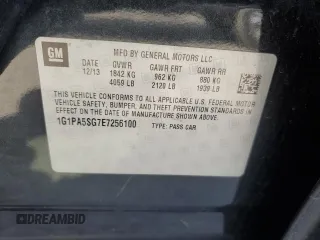 GM
MFD BY GENERAL MOTORS LLC
DATE GVWR GAWR FRT GAWR RR
12/13 1842 KG 962 KG 880 KG
4059 LB 2120 LB 1939 LB
THIS VEHICLE CONFORMS TO ALL APPLICABLE U.S. FEDERAL MOTOR
VEHICLE SAFETY, BUMPER, AND THEFT PREVENTION STANDARDS IN
EFFECT ON THE DATE OF MANUFACTURE SHOWN ABOVE.
1G1PA5SG7E7256100 TYPE: PASS CAR
DREAMBID